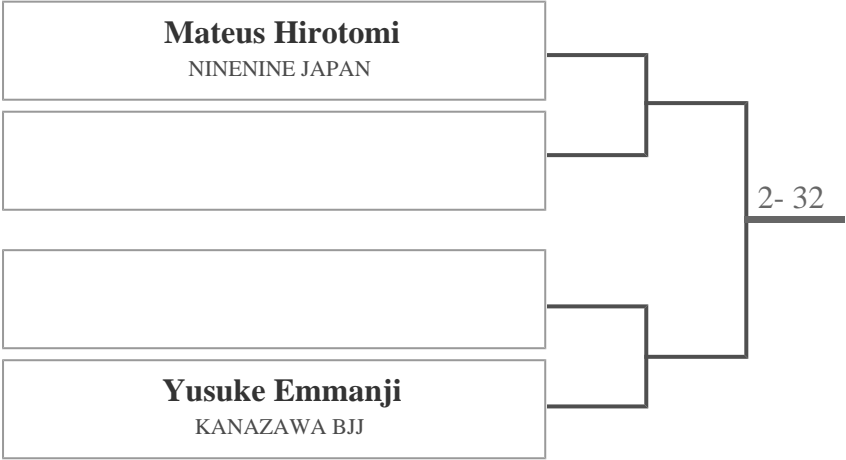 Mateus Hirotomi
NINENINE JAPAN
2- 32
Yusuke Emmanji
KANAZAWA BJJ